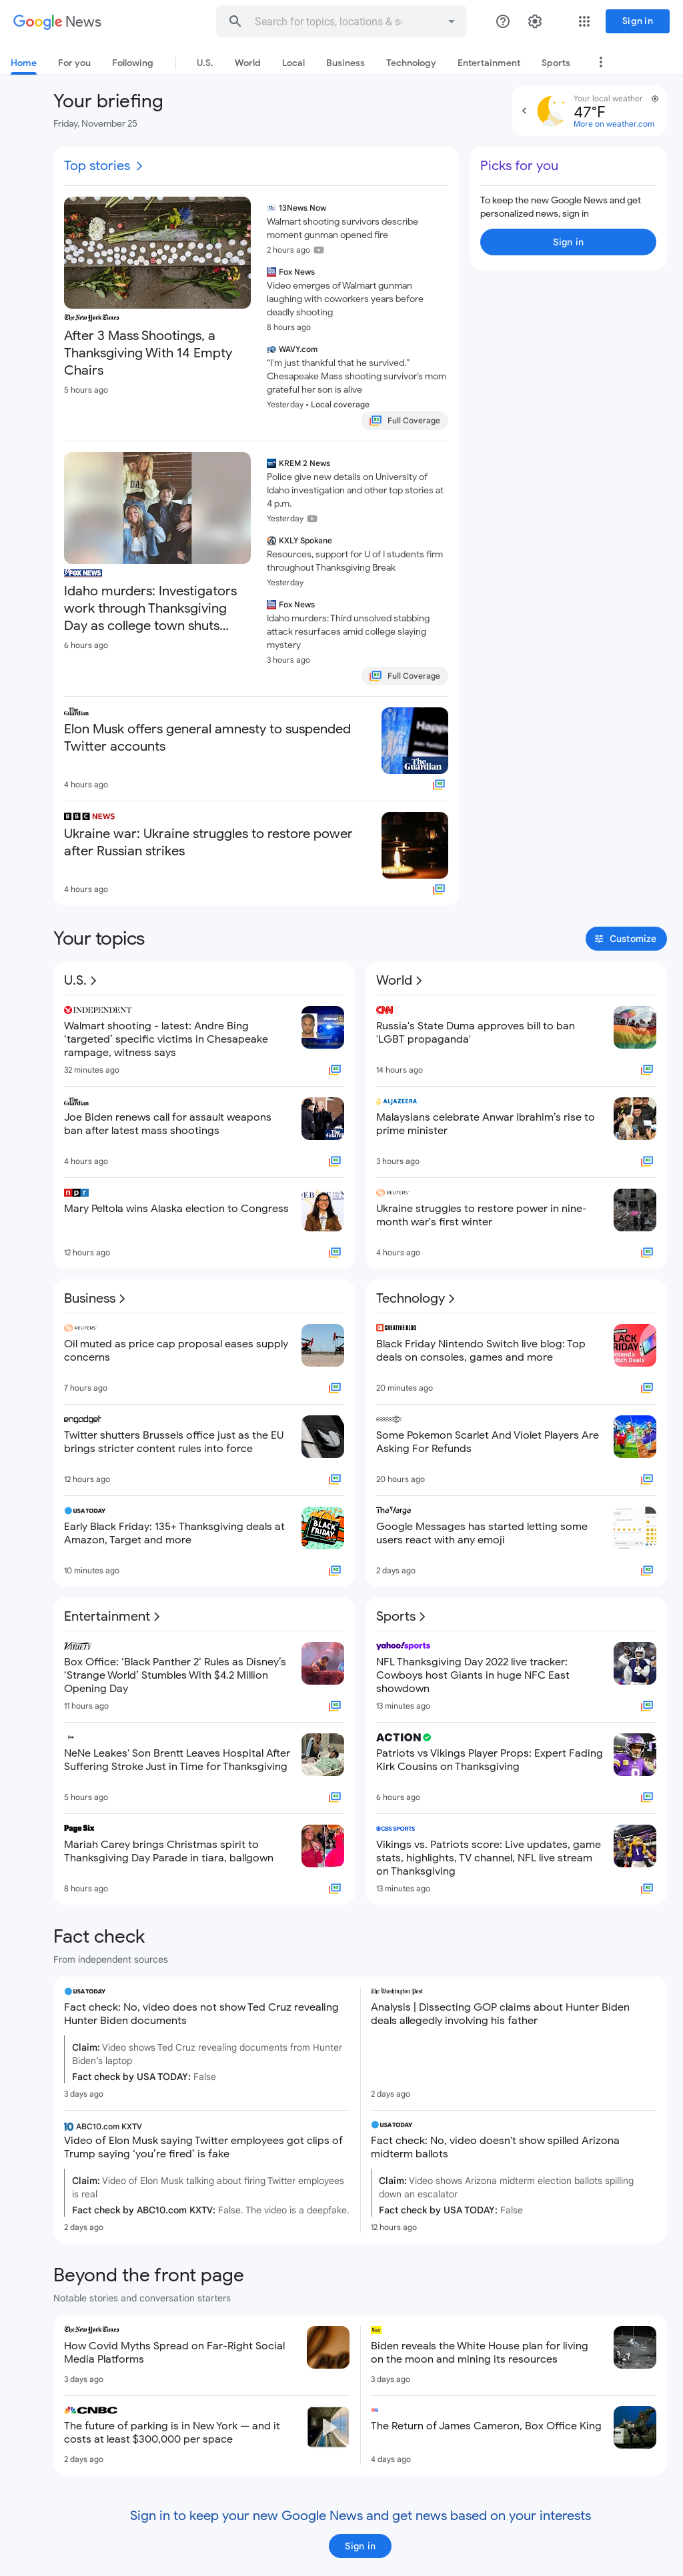 Google News
Search for topics, locations & s
Sign in
Home
For you
Following
U.S.
World
Local
Business
Technology
Entertainment
Sports
Your briefing
Friday, November 25
Your local weather
47°F
More on weather.com
Top stories
The New York Times
After 3 Mass Shootings, a
Thanksgiving With 14 Empty
Chairs
5 hours ago
13News Now
Walmart shooting survivors describe
moment gunman opened fire
2 hours ago
Fox News
Video emerges of Walmart gunman
laughing with coworkers years before
deadly shooting
8 hours ago
WAVY.com
“I’m just thankful that he survived.”
Chesapeake Mass shooting survivor’s mom
grateful her son is alive
Yesterday • Local coverage
Full Coverage
Picks for you
To keep the new Google News and get
personalized news, sign in
Sign in
FOX NEWS
Idaho murders: Investigators
work through Thanksgiving
Day as college town shuts...
6 hours ago
KREM 2 News
Police give new details on University of
Idaho investigation and other top stories at
4 p.m.
Yesterday
KXLY Spokane
Resources, support for U of I students firm
throughout Thanksgiving Break
Yesterday
Fox News
Idaho murders: Third unsolved stabbing
attack resurfaces amid college slaying
mystery
3 hours ago
Full Coverage
The Guardian
Elon Musk offers general amnesty to suspended
Twitter accounts
4 hours ago
The Guardian
BBC NEWS
Ukraine war: Ukraine struggles to restore power
after Russian strikes
4 hours ago
Your topics
Customize
U.S.
INDEPENDENT
Walmart shooting - latest: Andre Bing
‘targeted’ specific victims in Chesapeake
rampage, witness says
32 minutes ago
The Guardian
Joe Biden renews call for assault weapons
ban after latest mass shootings
4 hours ago
npr
Mary Peltola wins Alaska election to Congress
12 hours ago
World
CNN
Russia's State Duma approves bill to ban
'LGBT propaganda'
14 hours ago
ALJAZEERA
Malaysians celebrate Anwar Ibrahim’s rise to
prime minister
3 hours ago
REUTERS
Ukraine struggles to restore power in nine-
month war's first winter
4 hours ago
Business
REUTERS
Oil muted as price cap proposal eases supply
concerns
7 hours ago
engadget
Twitter shutters Brussels office just as the EU
brings stricter content rules into force
12 hours ago
USA TODAY
Early Black Friday: 135+ Thanksgiving deals at
Amazon, Target and more
BLACK
FRIDAY
10 minutes ago
Technology
CREATIVE BLOQ
Black Friday Nintendo Switch live blog: Top
deals on consoles, games and more
20 minutes ago
Some Pokemon Scarlet And Violet Players Are
Asking For Refunds
20 hours ago
The Verge
Google Messages has started letting some
users react with any emoji
2 days ago
Entertainment
VARIETY
Box Office: ‘Black Panther 2’ Rules as Disney’s
‘Strange World’ Stumbles With $4.2 Million
Opening Day
11 hours ago
NeNe Leakes' Son Brentt Leaves Hospital After
Suffering Stroke Just in Time for Thanksgiving
5 hours ago
Page Six
Mariah Carey brings Christmas spirit to
Thanksgiving Day Parade in tiara, ballgown
8 hours ago
Sports
yahoo!sports
NFL Thanksgiving Day 2022 live tracker:
Cowboys host Giants in huge NFC East
showdown
13 minutes ago
ACTION
Patriots vs Vikings Player Props: Expert Fading
Kirk Cousins on Thanksgiving
6 hours ago
CBS SPORTS
Vikings vs. Patriots score: Live updates, game
stats, highlights, TV channel, NFL live stream
on Thanksgiving
13 minutes ago
Fact check
From independent sources
USA TODAY
Fact check: No, video does not show Ted Cruz revealing
Hunter Biden documents
Claim: Video shows Ted Cruz revealing documents from Hunter
Biden's laptop
Fact check by USA TODAY: False
3 days ago
The Washington Post
Analysis | Dissecting GOP claims about Hunter Biden
deals allegedly involving his father
2 days ago
ABC10.com KXTV
Video of Elon Musk saying Twitter employees got clips of
Trump saying ‘you’re fired’ is fake
Claim: Video of Elon Musk talking about firing Twitter employees
is real
Fact check by ABC10.com KXTV: False. The video is a deepfake.
2 days ago
USA TODAY
Fact check: No, video doesn't show spilled Arizona
midterm ballots
Claim: Video shows Arizona midterm election ballots spilling
down an escalator
Fact check by USA TODAY: False
12 hours ago
Beyond the front page
Notable stories and conversation starters
The New York Times
How Covid Myths Spread on Far-Right Social
Media Platforms
3 days ago
Biden reveals the White House plan for living
on the moon and mining its resources
3 days ago
CNBC
The future of parking is in New York — and it
costs at least $300,000 per space
2 days ago
GQ
The Return of James Cameron, Box Office King
4 days ago
Sign in to keep your new Google News and get news based on your interests
Sign in